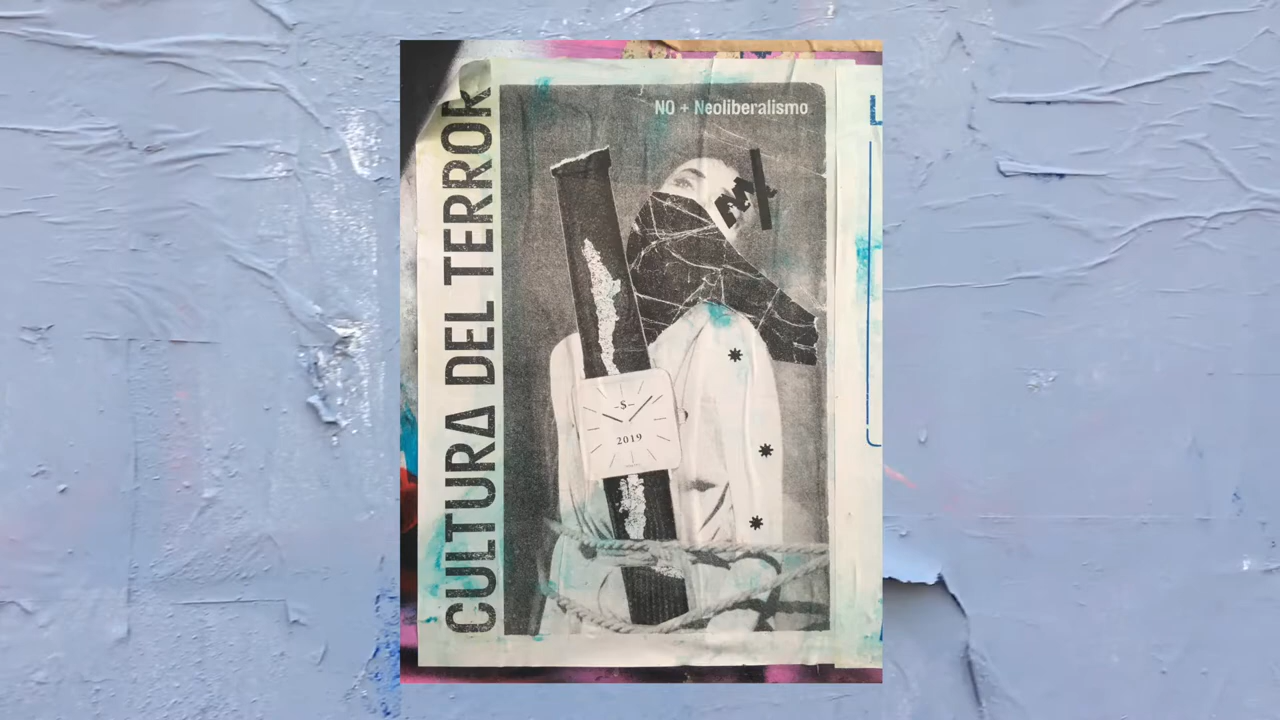 CULTURA DEL TERROR
NO + Neoliberalismo
-$-
2019
L